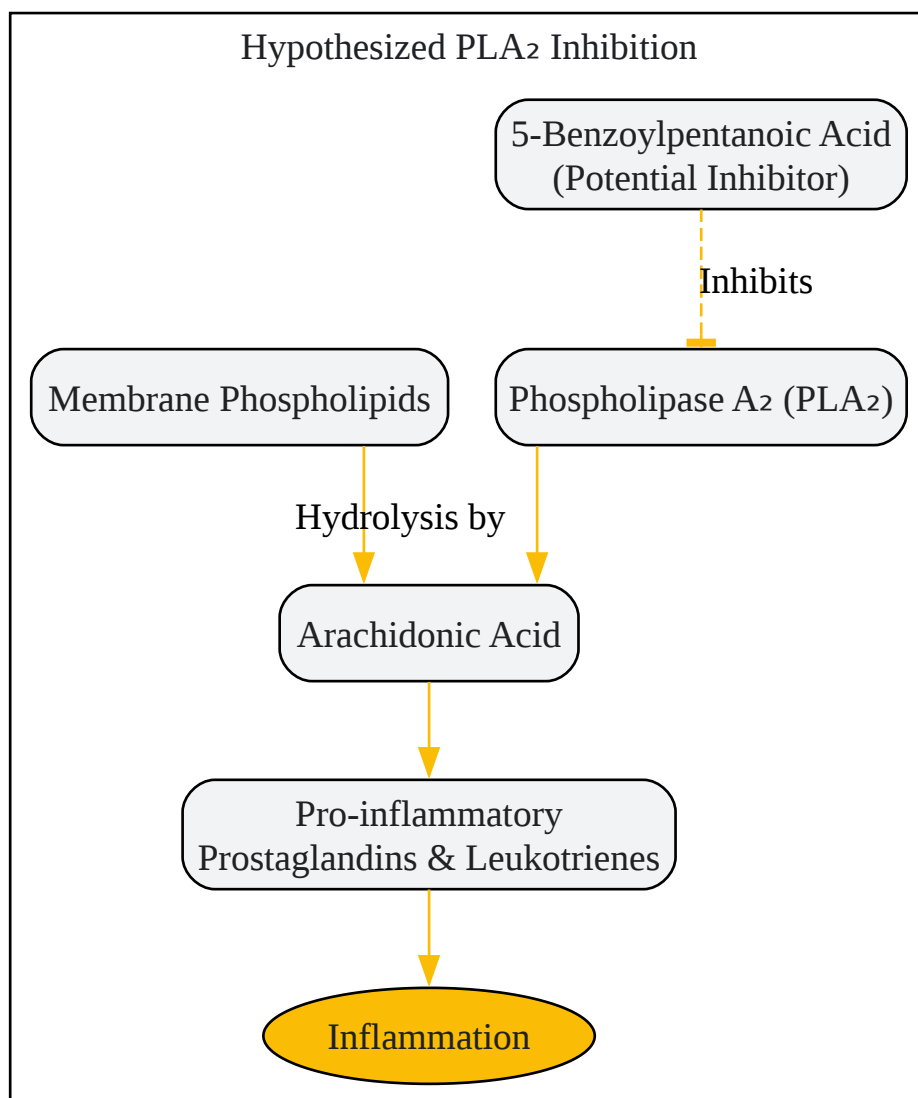 Hypothesized PLA₂ Inhibition
5-Benzoylpentanoic Acid
(Potential Inhibitor)
Inhibits
Membrane Phospholipids
Phospholipase A₂ (PLA₂)
Hydrolysis by
Arachidonic Acid
Pro-inflammatory
Prostaglandins & Leukotrienes
Inflammation